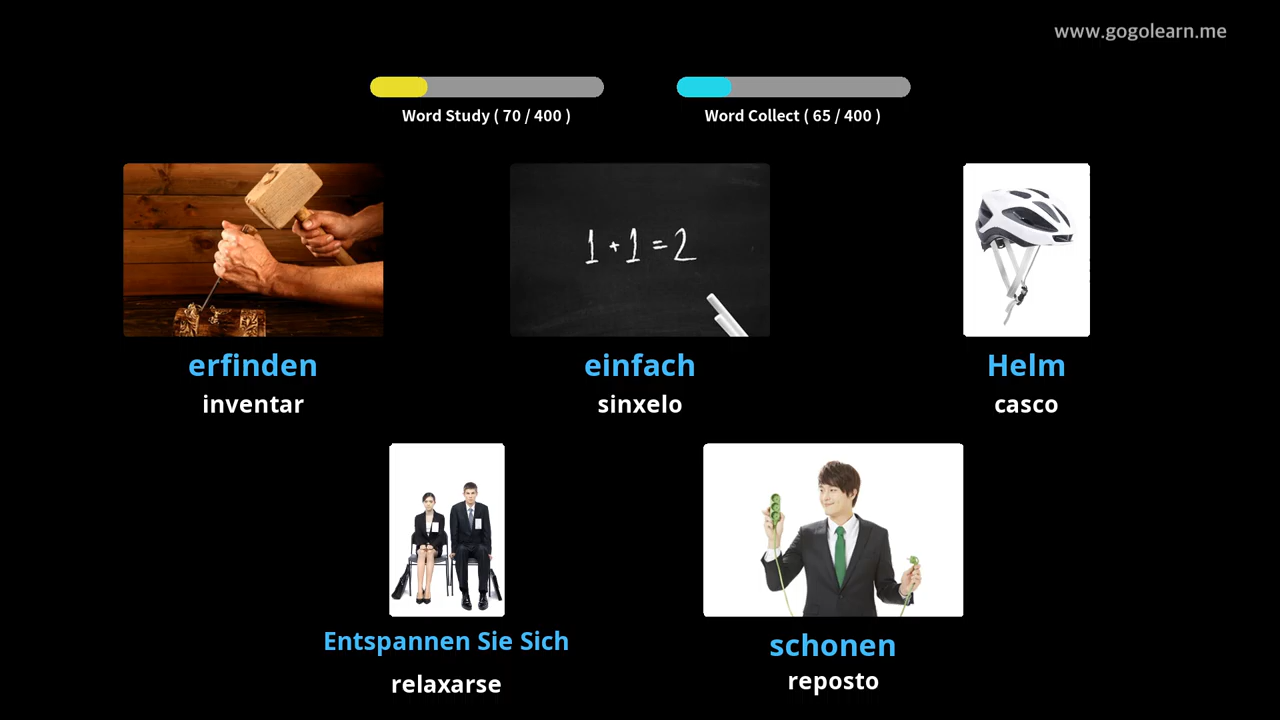 www.gogolearn.me
Word Study ( 70 / 400 )
Word Collect ( 65 / 400 )
1 + 1 = 2
erfinden
inventar
einfach
sinxelo
Helm
casco
Entspannen Sie Sich
relaxarse
schonen
reposto